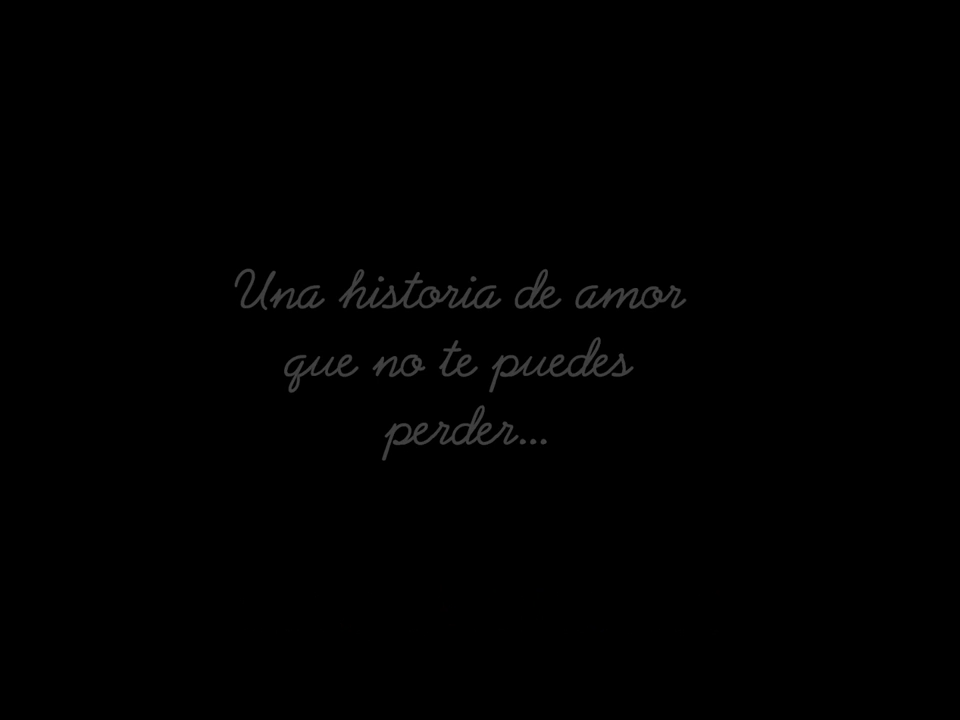 Una historia de amor
que no te puedes
perder...